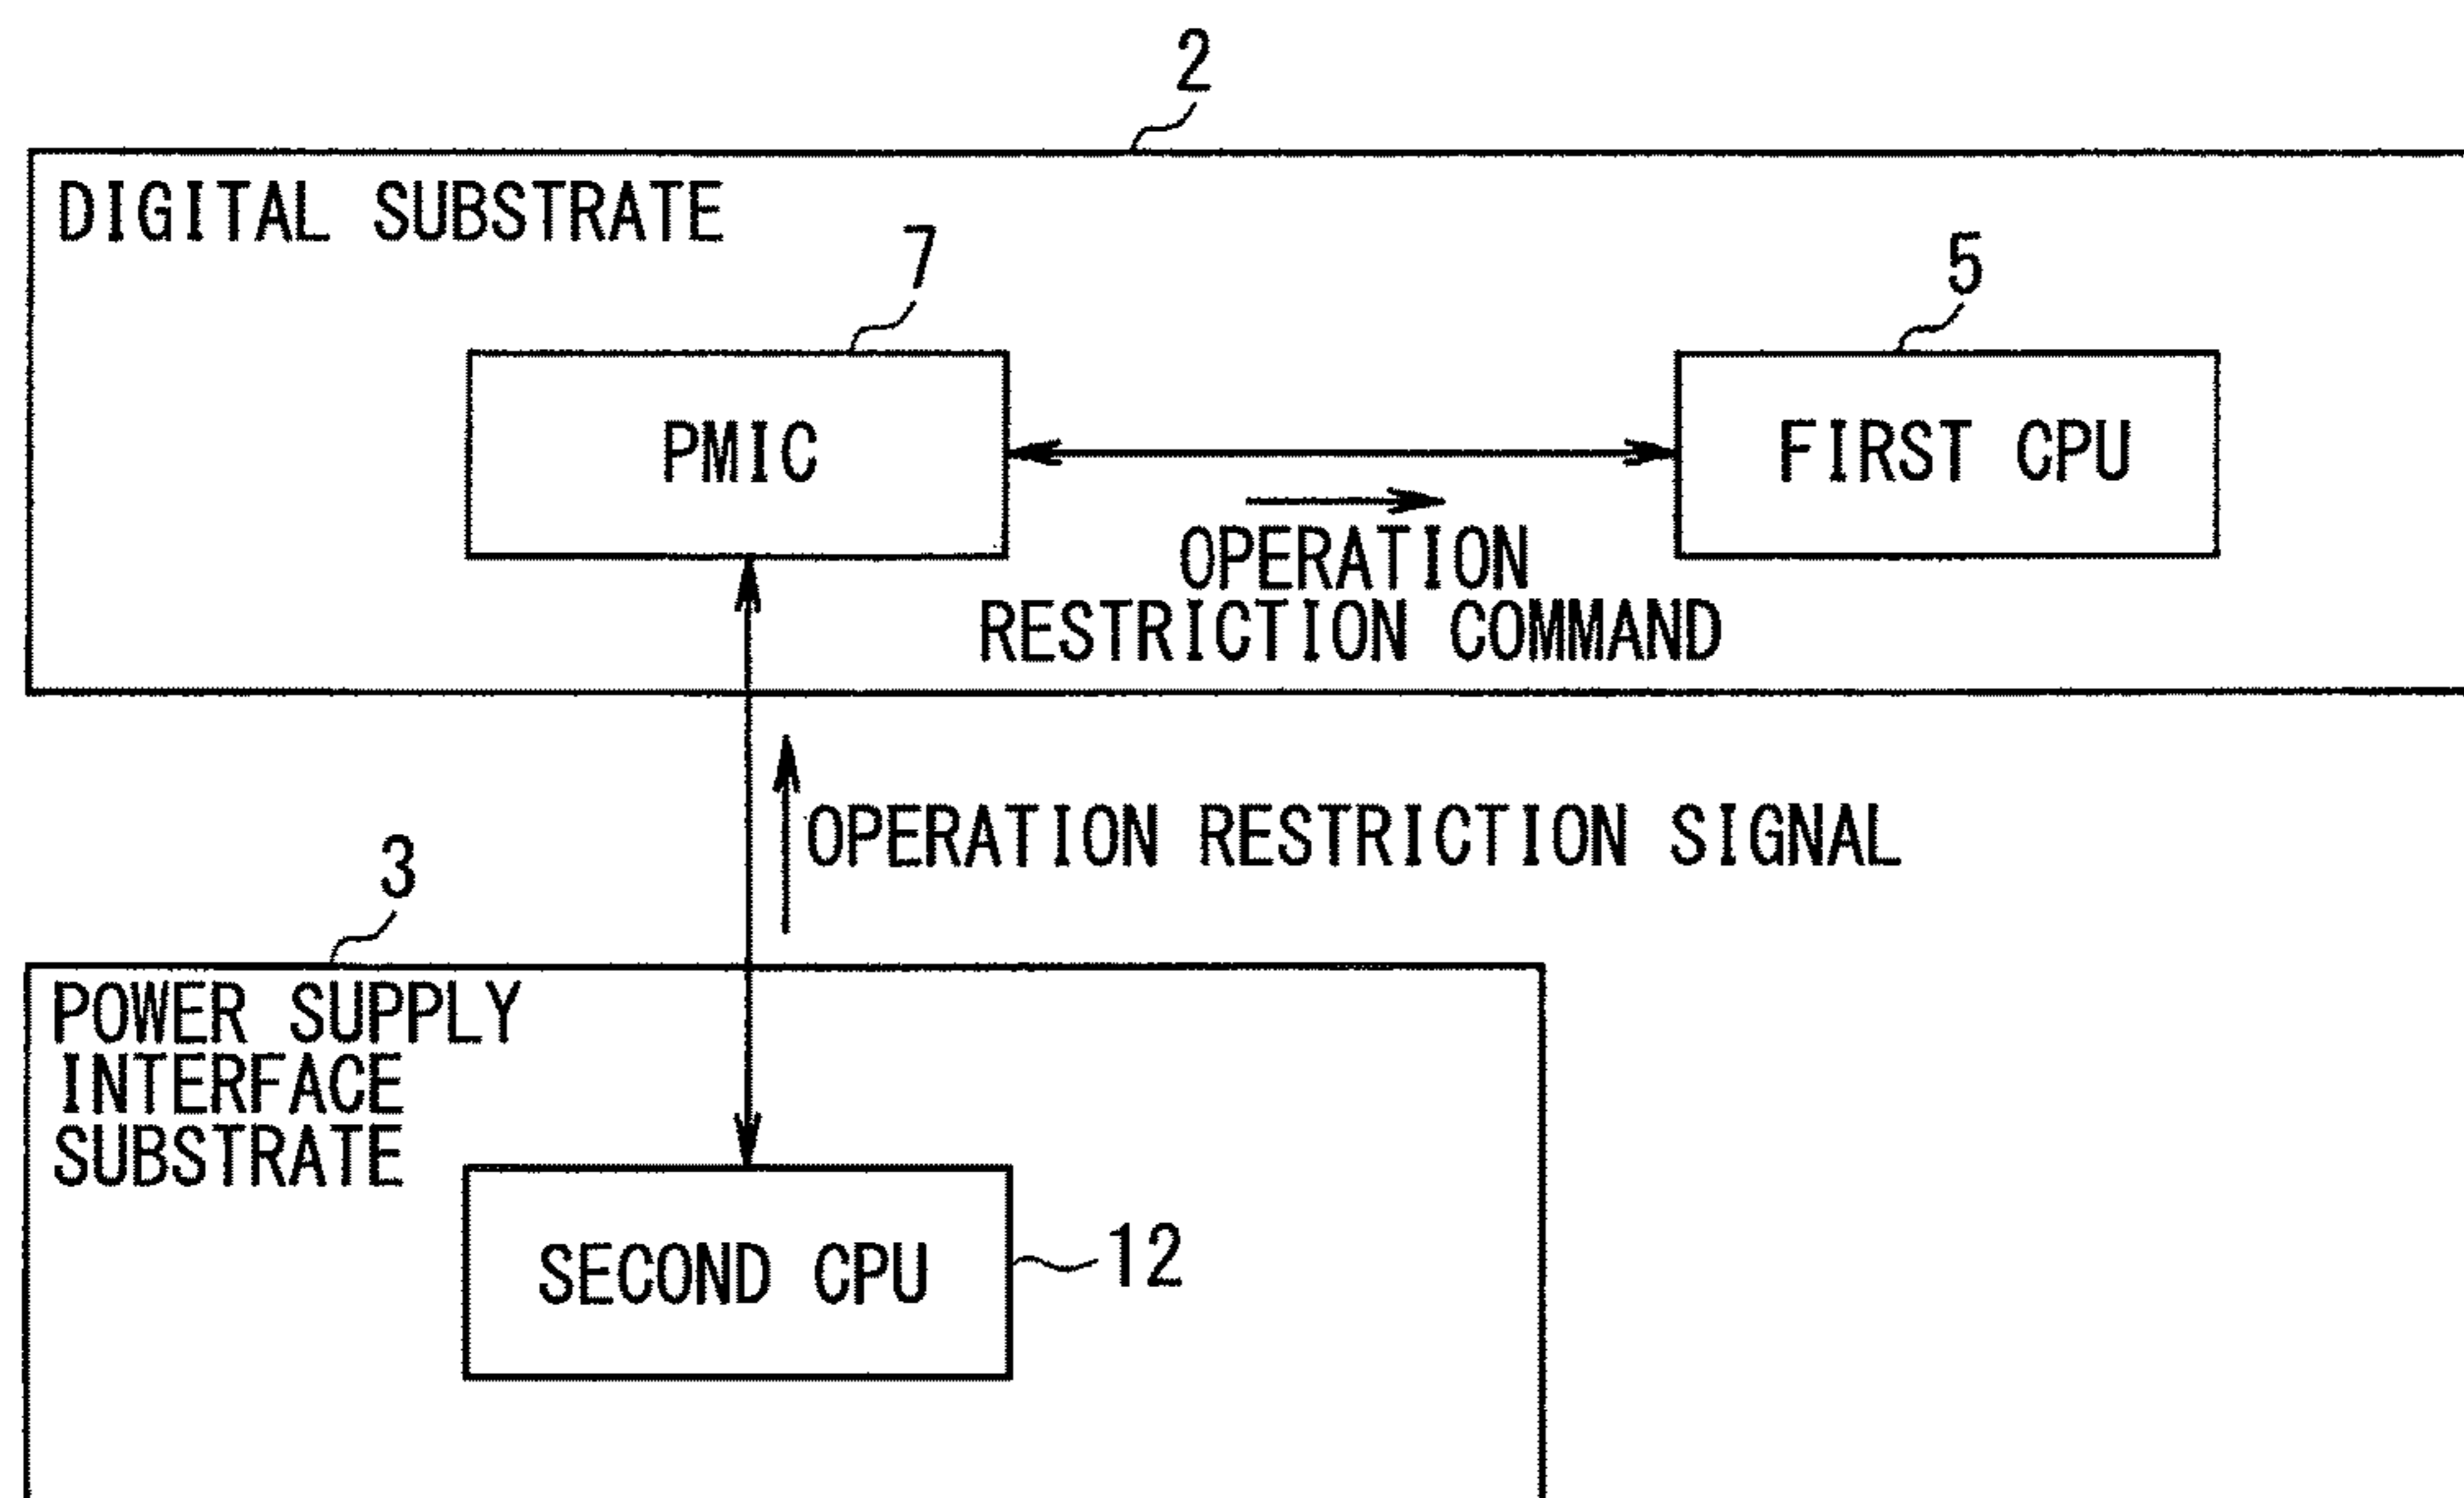 2
DIGITAL SUBSTRATE
7
5
PMIC
FIRST CPU
OPERATION
RESTRICTION COMMAND
OPERATION RESTRICTION SIGNAL
3
POWER SUPPLY
INTERFACE
SUBSTRATE
SECOND CPU
12